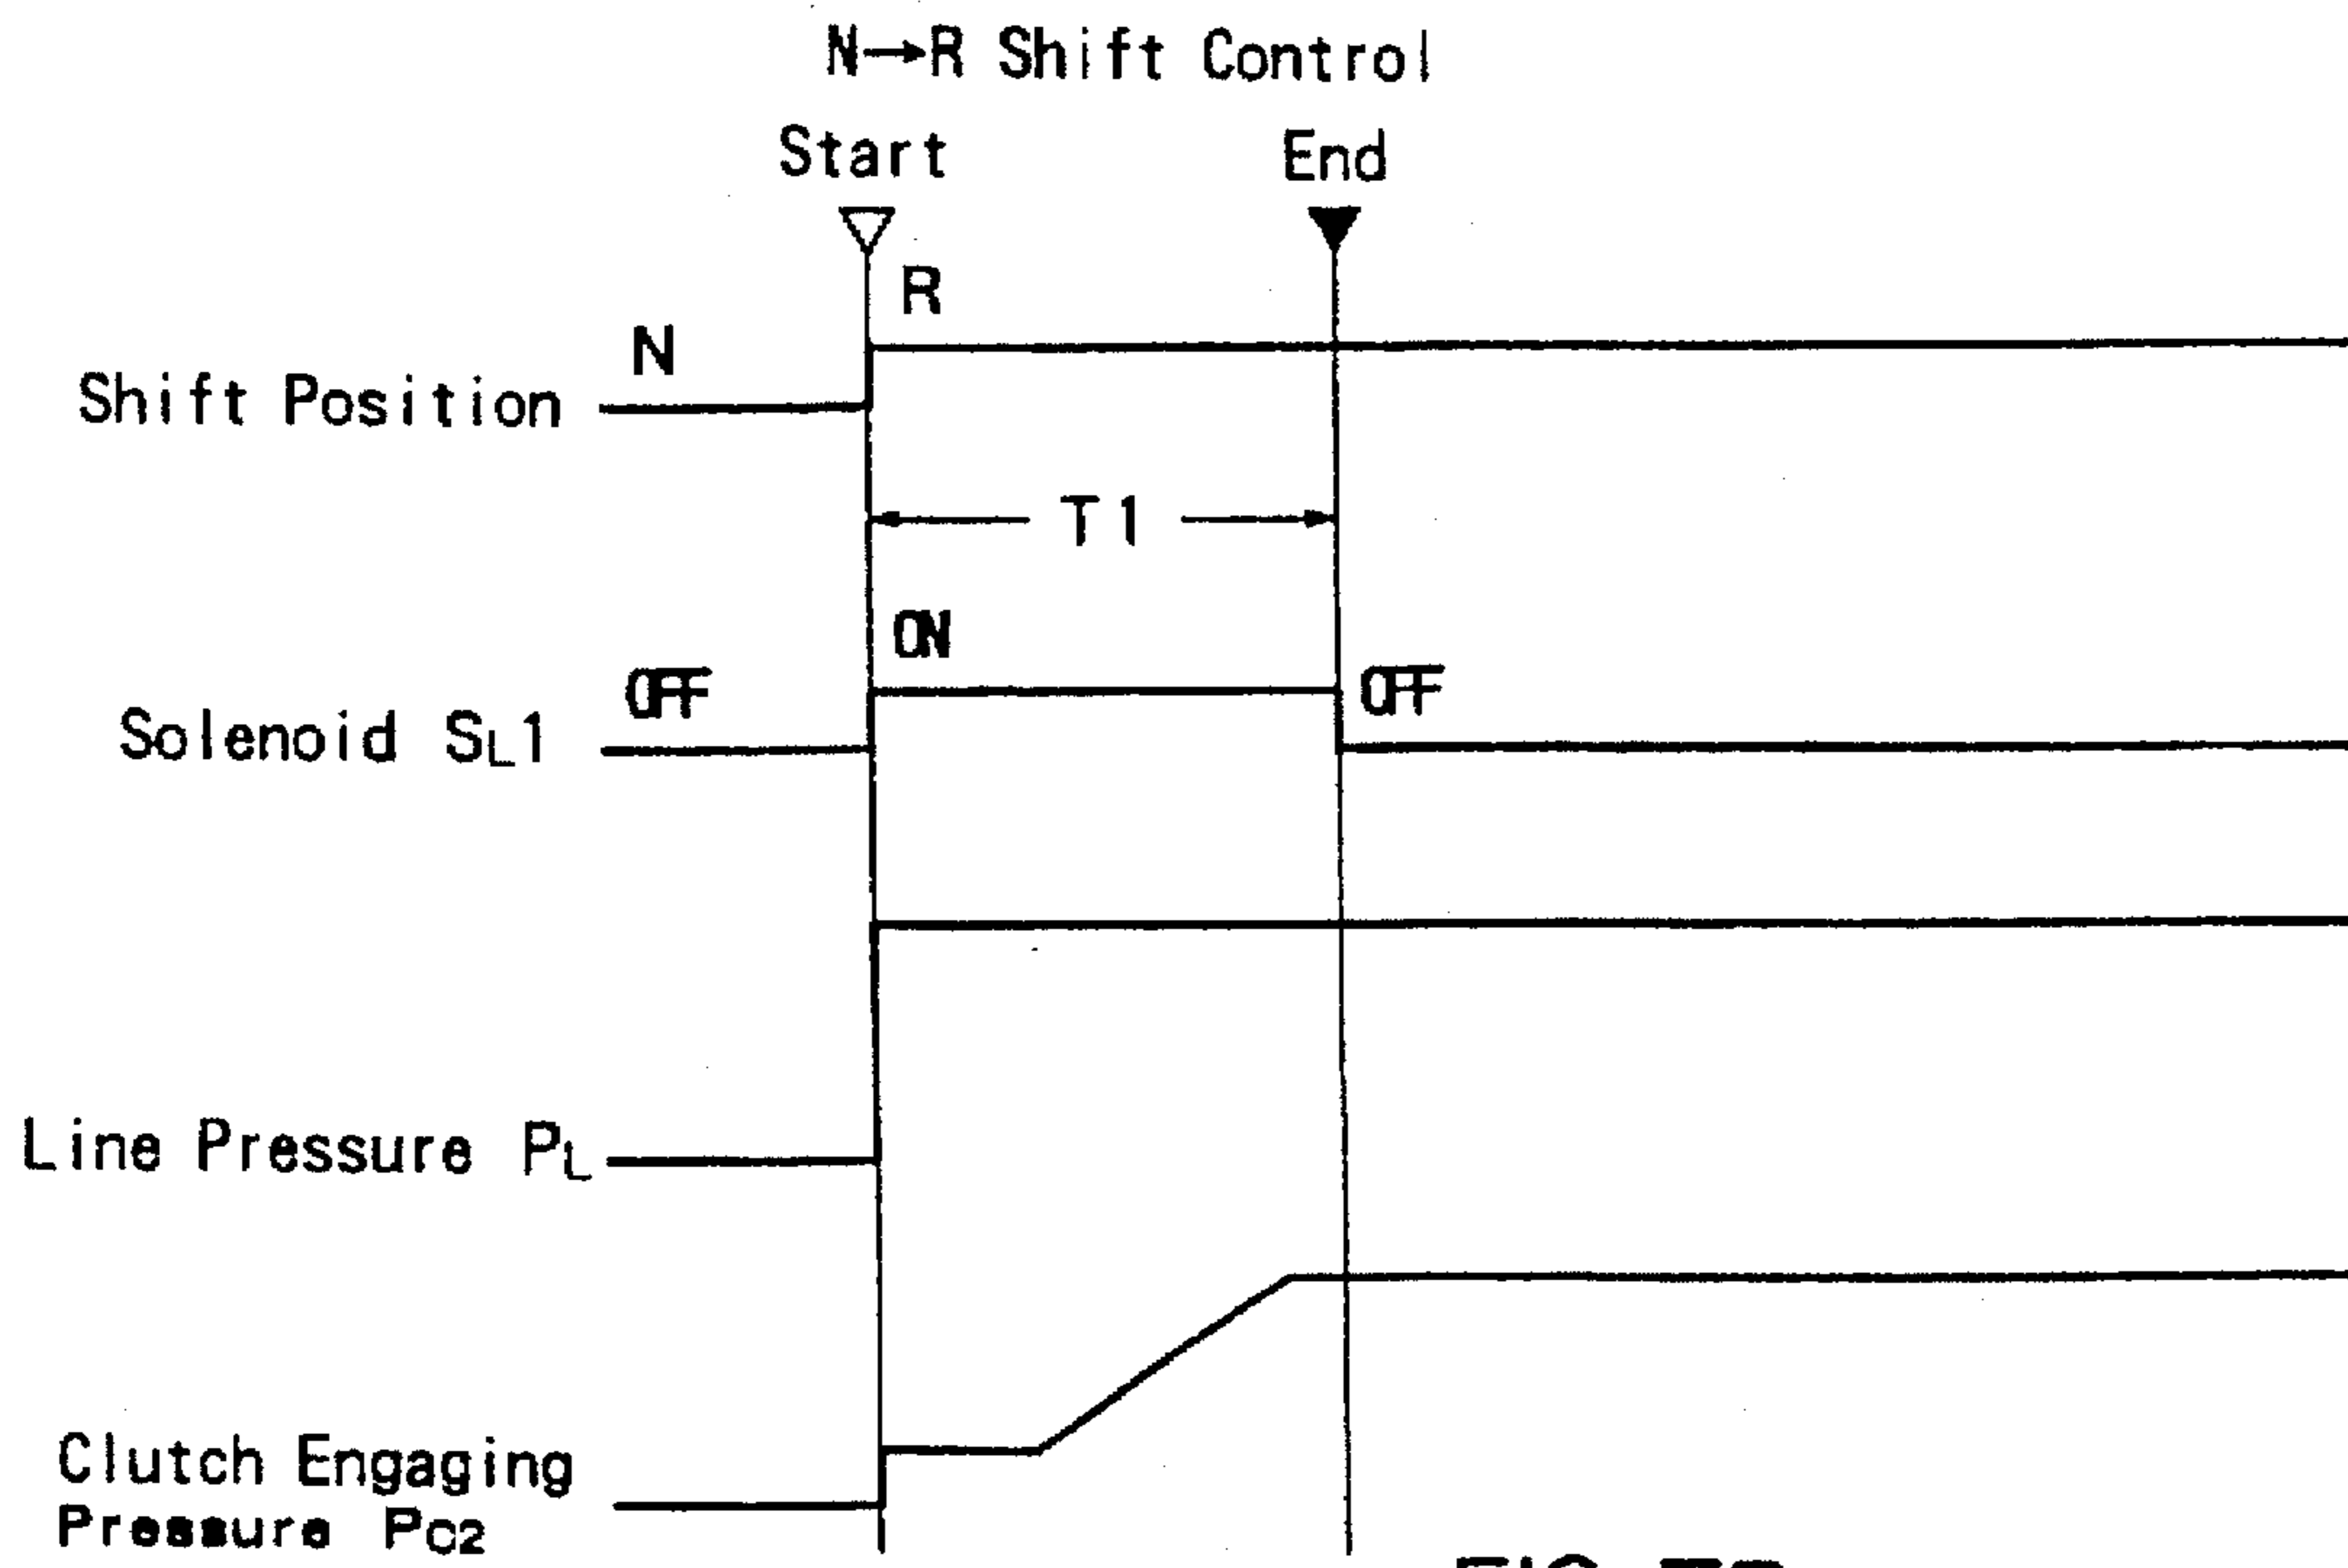 N→R Shift Control
Start
End
R
N
Shift Position
T1
ON
OFF
OFF
Solenoid SL1
Line Pressure PL
Clutch Engaging
Pressure PC2